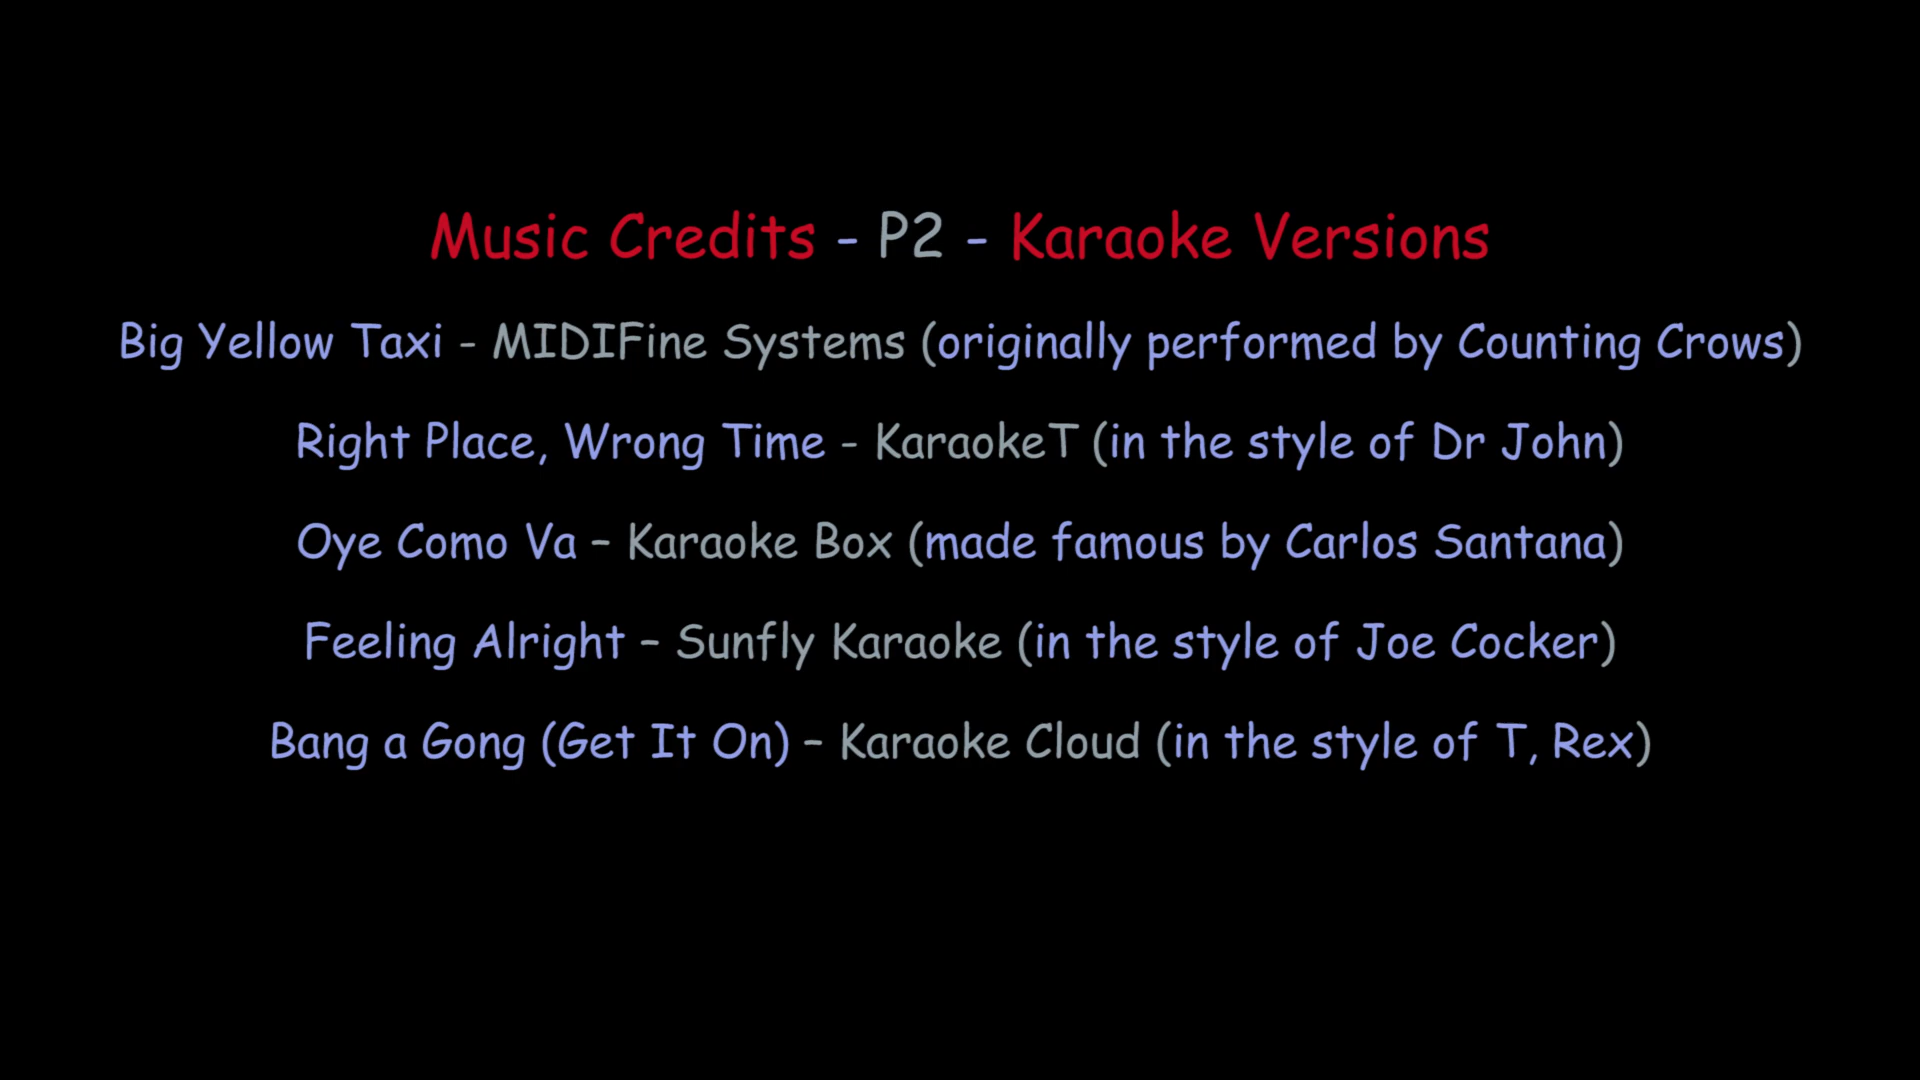 Music Credits - P2 - Karaoke Versions
Big Yellow Taxi - MIDIFine Systems (originally performed by Counting Crows)
Right Place, Wrong Time - KaraokeT (in the style of Dr John)
Oye Como Va – Karaoke Box (made famous by Carlos Santana)
Feeling Alright – Sunfly Karaoke (in the style of Joe Cocker)
Bang a Gong (Get It On) – Karaoke Cloud (in the style of T, Rex)